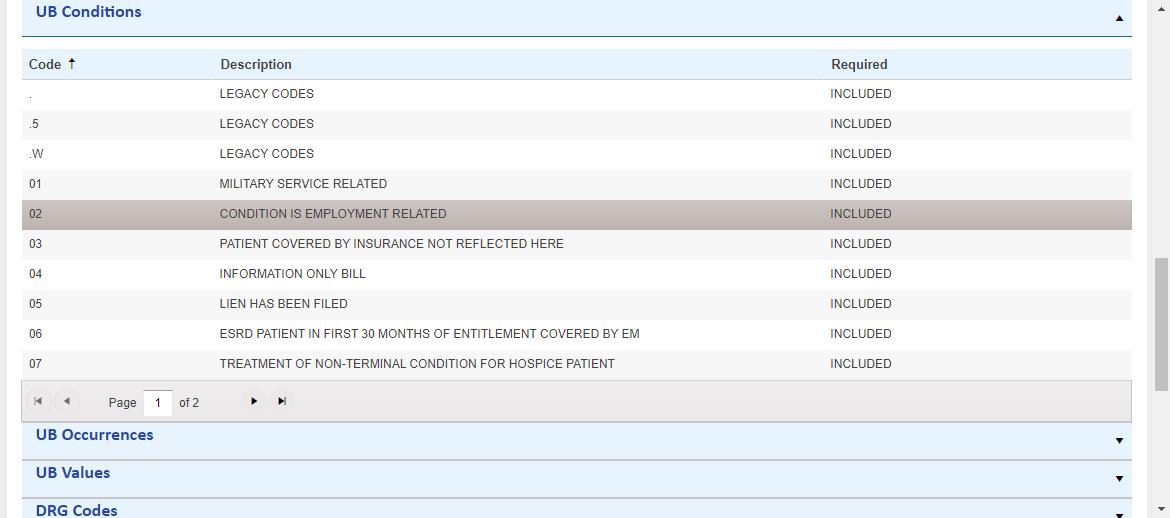 UB Conditions
Code Description Required
. LEGACY CODES INCLUDED
.5 LEGACY CODES INCLUDED
.W LEGACY CODES INCLUDED
01 MILITARY SERVICE RELATED INCLUDED
02 CONDITION IS EMPLOYMENT RELATED INCLUDED
03 PATIENT COVERED BY INSURANCE NOT REFLECTED HERE INCLUDED
04 INFORMATION ONLY BILL INCLUDED
05 LIEN HAS BEEN FILED INCLUDED
06 ESRD PATIENT IN FIRST 30 MONTHS OF ENTITLEMENT COVERED BY EM INCLUDED
07 TREATMENT OF NON-TERMINAL CONDITION FOR HOSPICE PATIENT INCLUDED
Page 1 of 2
UB Occurrences
UB Values
DRG Codes